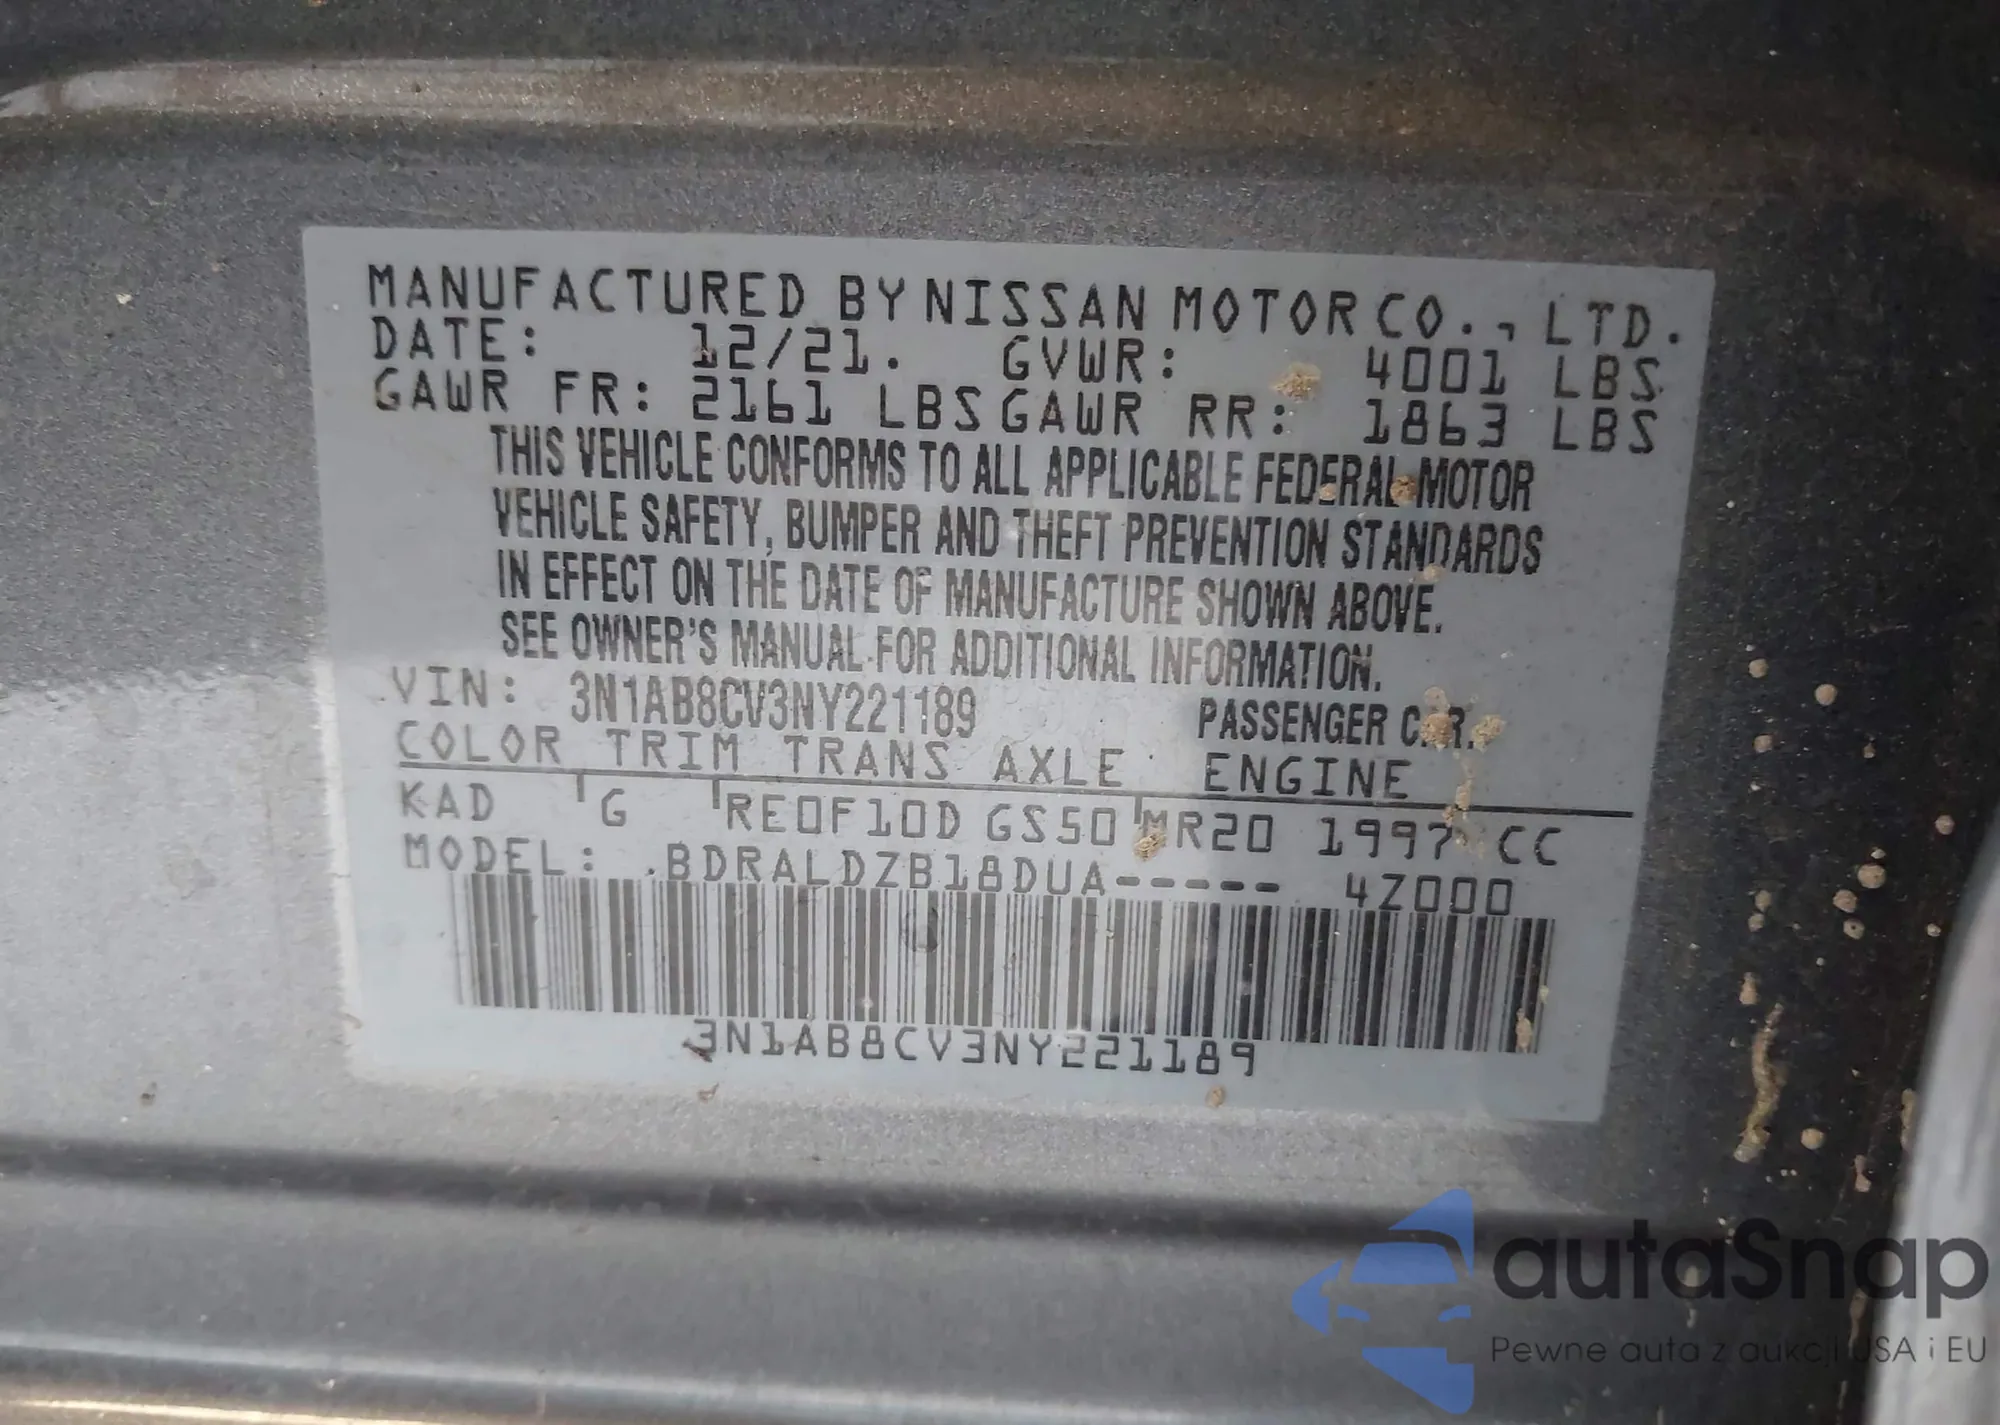 MANUFACTURED BY NISSAN MOTOR CO., LTD.
DATE: 12/21. GVWR: 4001 LBS
GAWR FR: 2161 LBS GAWR RR: 1863 LBS
THIS VEHICLE CONFORMS TO ALL APPLICABLE FEDERAL MOTOR
VEHICLE SAFETY, BUMPER AND THEFT PREVENTION STANDARDS
IN EFFECT ON THE DATE OF MANUFACTURE SHOWN ABOVE.
SEE OWNER'S MANUAL FOR ADDITIONAL INFORMATION.
VIN: 3N1AB8CV3NY221189 PASSENGER CAR.
COLOR TRIM TRANS AXLE ENGINE
KAD G RE0F10D GS50 MR20 1997 CC
MODEL: .BDRALDZB18DUA----- 4Z000
3N1AB8CV3NY221189
autaSnap
Pewne auta z aukcji USA i EU